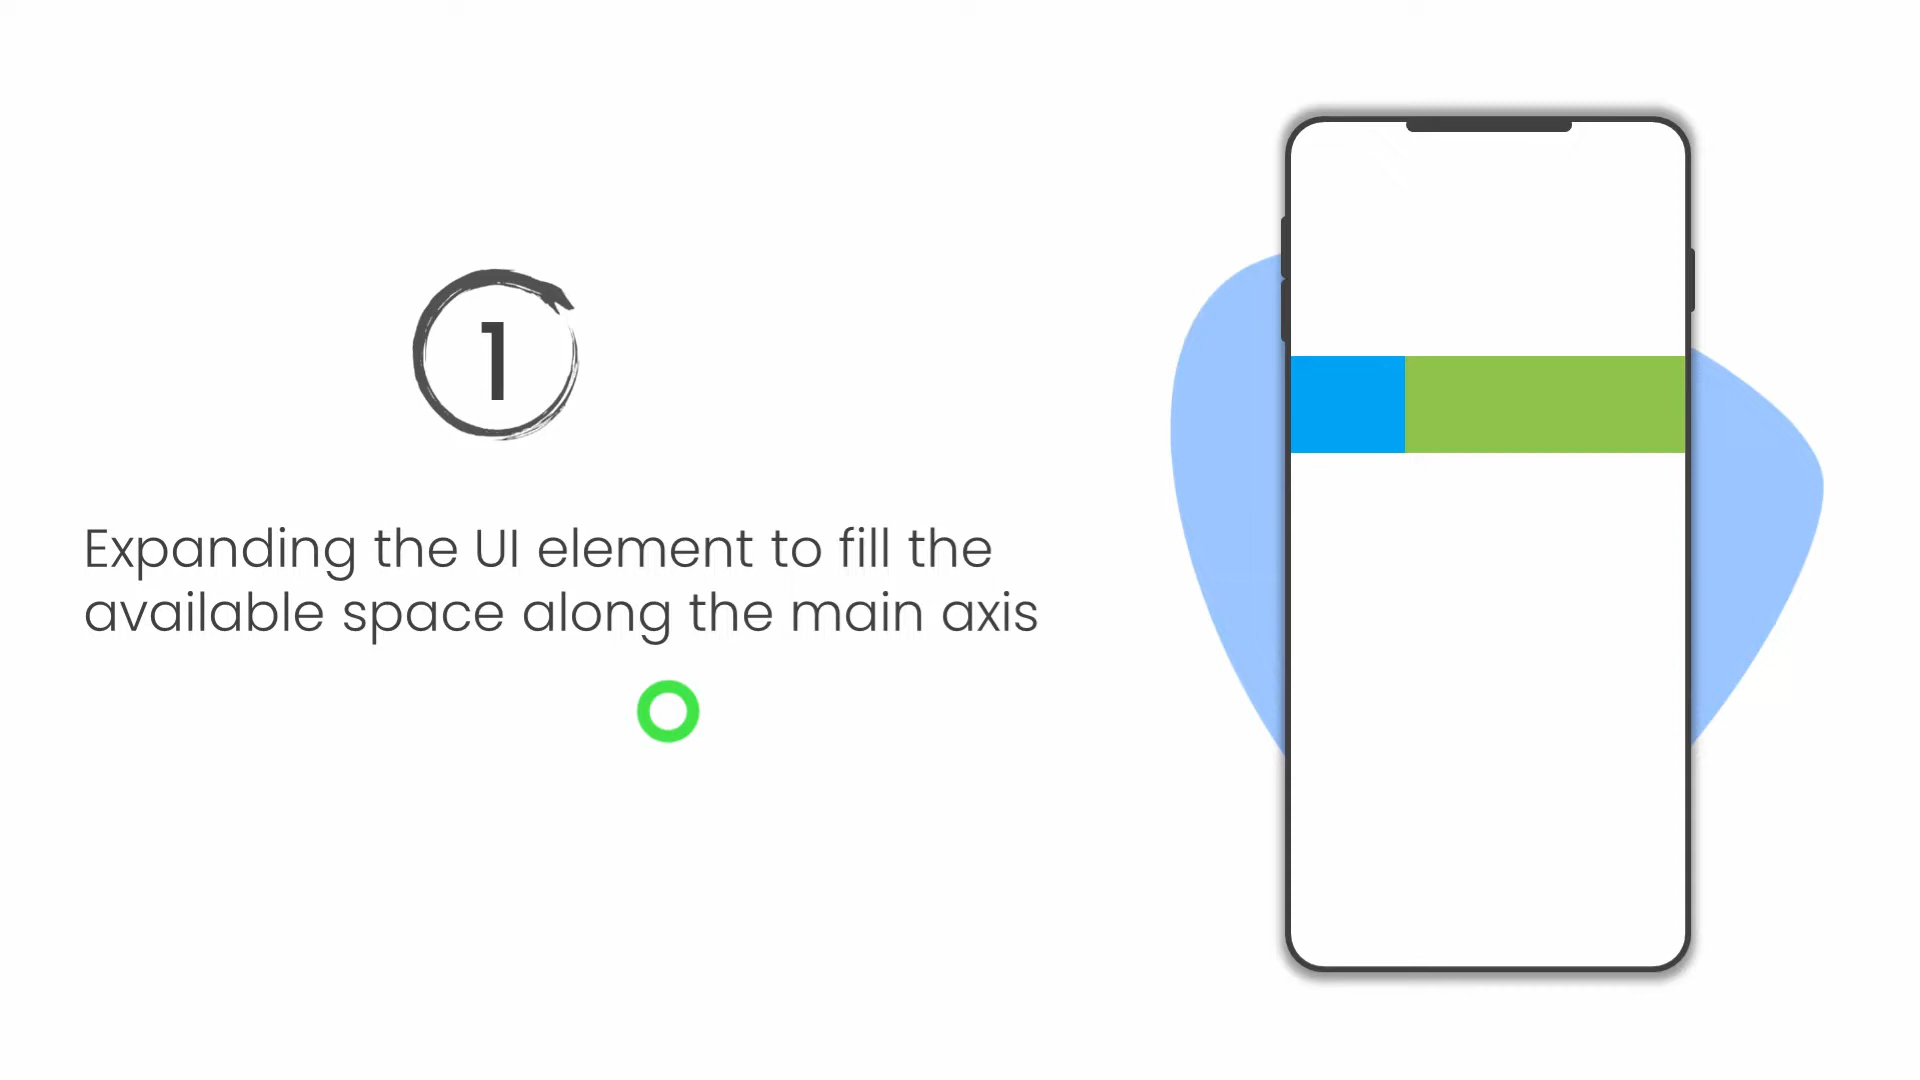 1
Expanding the UI element to fill the
available space along the main axis